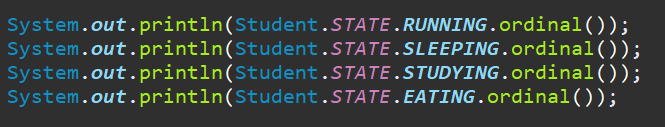 System.out.println(Student.STATE.RUNNING.ordinal());
System.out.println(Student.STATE.SLEEPING.ordinal());
System.out.println(Student.STATE.STUDYING.ordinal());
System.out.println(Student.STATE.EATING.ordinal());